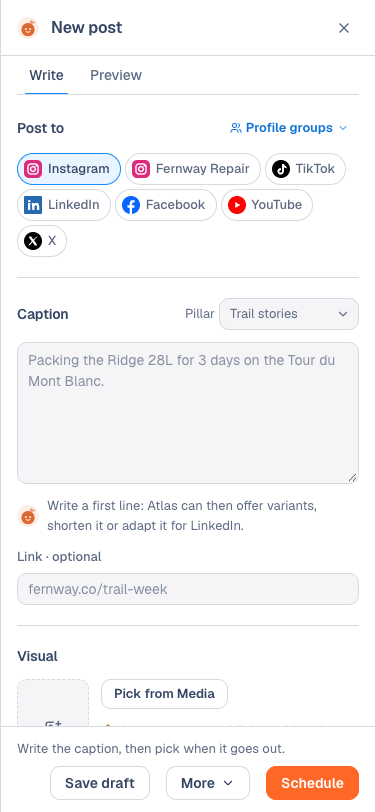 New post
Write
Preview
Post to
Profile groups
Instagram
Fernway Repair
TikTok
LinkedIn
Facebook
YouTube
X
Caption
Pillar
Trail stories
Packing the Ridge 28L for 3 days on the Tour du
Mont Blanc.
Write a first line: Atlas can then offer variants,
shorten it or adapt it for LinkedIn.
Link · optional
fernway.co/trail-week
Visual
Pick from Media
Write the caption, then pick when it goes out.
Save draft
More
Schedule